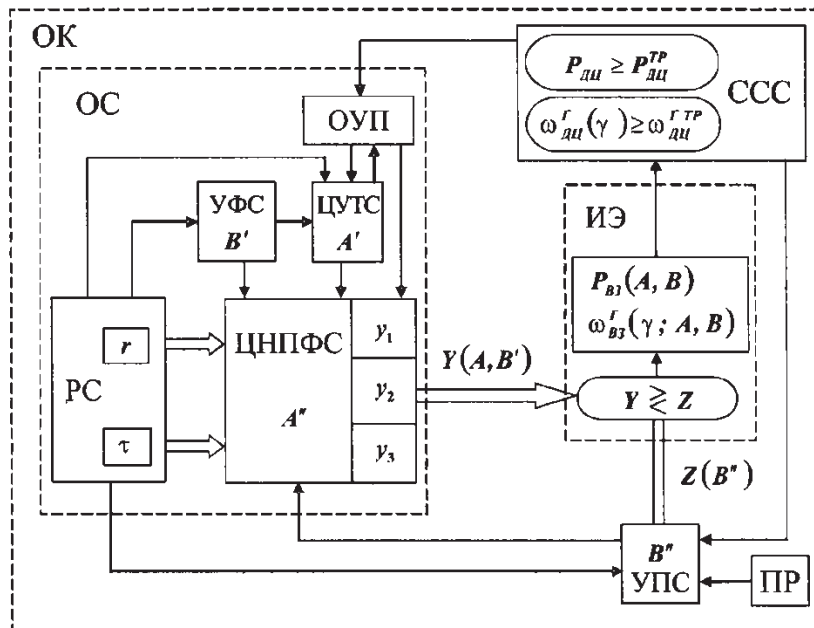 ОК
ОС
ОУП
УФС
B'
ЦУТС
A'
РС
r
τ
ЦНПФС
A"
y₁
y₂
y₃
Y(A, B')
P_ДЦ ≥ P_ДЦ^ТР
ω_ДЦ^r(γ) ≥ ω_ДЦ^r ТР
ССС
ИЭ
P_ВЗ(A, B)
ω_ВЗ^r(γ; A, B)
Y ⪌ Z
Z(B")
B"
УПС
ПР